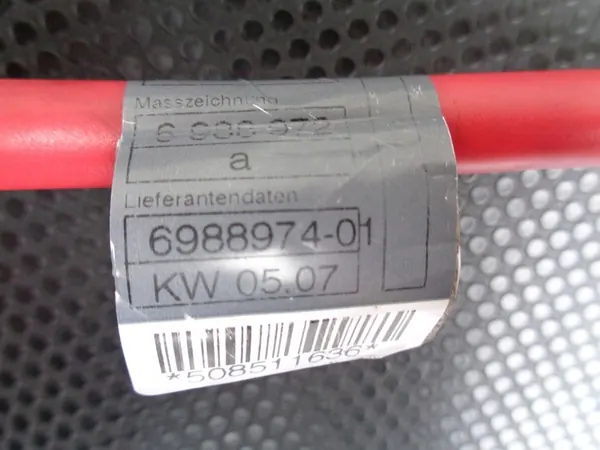 Masszeichnung
a
Lieferantendaten
6988974-01
KW 05.07
*508511636*